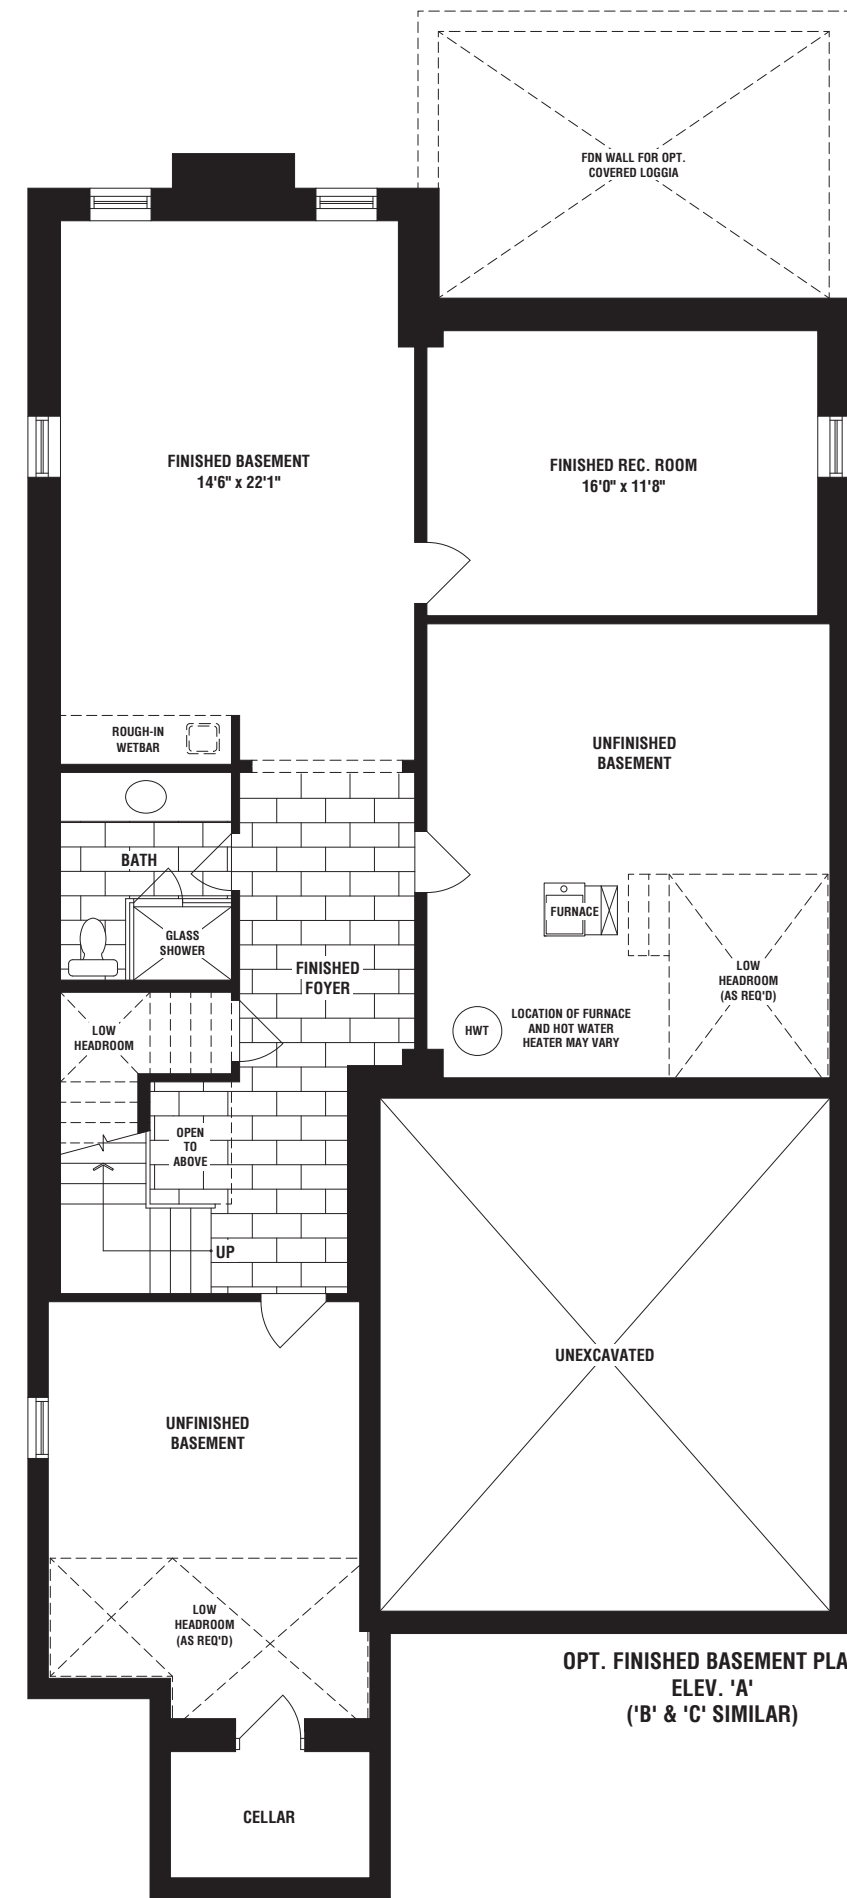 FDN WALL FOR OPT.
COVERED LOGGIA
FINISHED BASEMENT
14'6" x 22'1"
FINISHED REC. ROOM
16'0" x 11'8"
ROUGH-IN
WETBAR
UNFINISHED
BASEMENT
BATH
GLASS
SHOWER
FURNACE
FINISHED
FOYER
LOW
HEADROOM
(AS REQ'D)
LOW
HEADROOM
HWT
LOCATION OF FURNACE
AND HOT WATER
HEATER MAY VARY
OPEN
TO
ABOVE
UP
UNEXCAVATED
UNFINISHED
BASEMENT
LOW
HEADROOM
(AS REQ'D)
OPT. FINISHED BASEMENT PLA
ELEV. 'A'
('B' & 'C' SIMILAR)
CELLAR